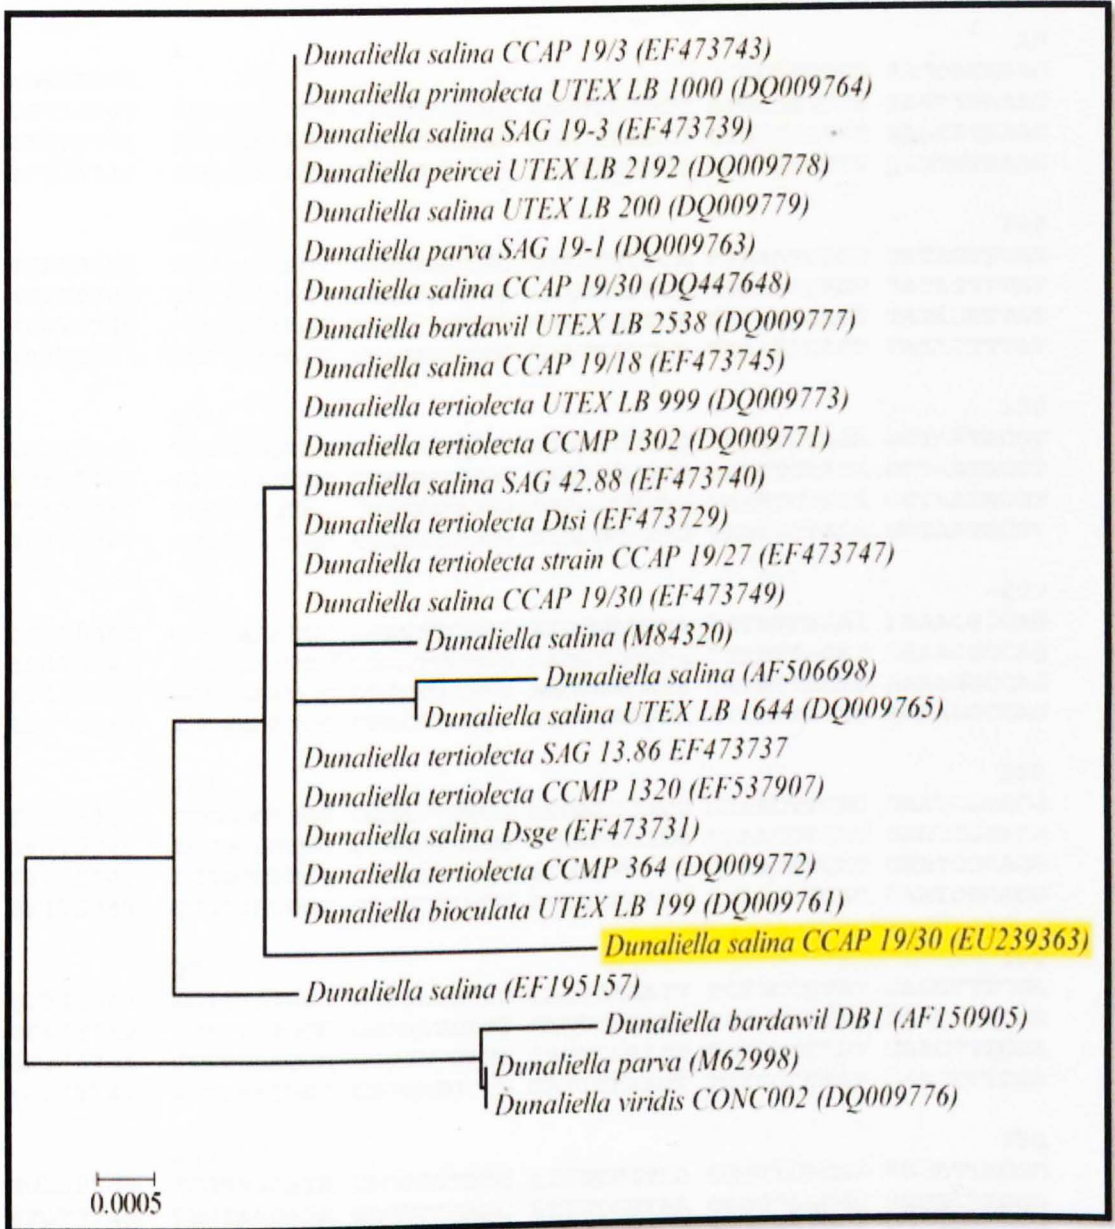 Dunaliella salina CCAP 19/3 (EF473743)
Dunaliella primolecta UTEX LB 1000 (DQ009764)
Dunaliella salina SAG 19-3 (EF473739)
Dunaliella peircei UTEX LB 2192 (DQ009778)
Dunaliella salina UTEX LB 200 (DQ009779)
Dunaliella parva SAG 19-1 (DQ009763)
Dunaliella salina CCAP 19/30 (DQ447648)
Dunaliella bardawil UTEX LB 2538 (DQ009777)
Dunaliella salina CCAP 19/18 (EF473745)
Dunaliella tertiolecta UTEX LB 999 (DQ009773)
Dunaliella tertiolecta CCMP 1302 (DQ009771)
Dunaliella salina SAG 42.88 (EF473740)
Dunaliella tertiolecta Dtsi (EF473729)
Dunaliella tertiolecta strain CCAP 19/27 (EF473747)
Dunaliella salina CCAP 19/30 (EF473749)
Dunaliella salina (M84320)
Dunaliella salina (AF506698)
Dunaliella salina UTEX LB 1644 (DQ009765)
Dunaliella tertiolecta SAG 13.86 EF473737
Dunaliella tertiolecta CCMP 1320 (EF537907)
Dunaliella salina Dsge (EF473731)
Dunaliella tertiolecta CCMP 364 (DQ009772)
Dunaliella bioculata UTEX LB 199 (DQ009761)
Dunaliella salina CCAP 19/30 (EU239363)
Dunaliella salina (EF195157)
Dunaliella bardawil DB1 (AF150905)
Dunaliella parva (M62998)
Dunaliella viridis CONC002 (DQ009776)
0.0005